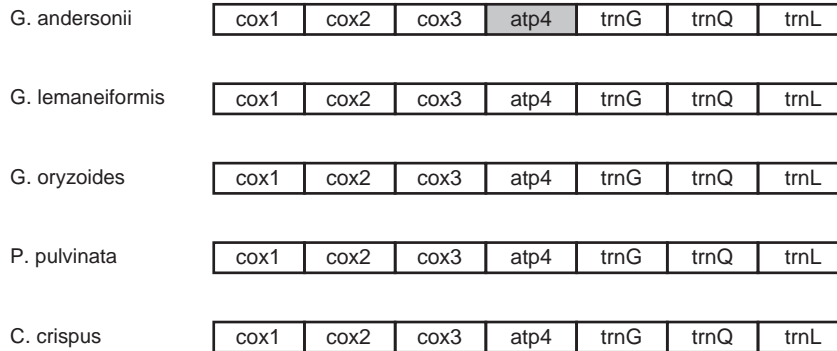 G. andersonii cox1 cox2 cox3 atp4 trnG trnQ trnL
G. lemaneiformis cox1 cox2 cox3 atp4 trnG trnQ trnL
G. oryzoides cox1 cox2 cox3 atp4 trnG trnQ trnL
P. pulvinata cox1 cox2 cox3 atp4 trnG trnQ trnL
C. crispus cox1 cox2 cox3 atp4 trnG trnQ trnL